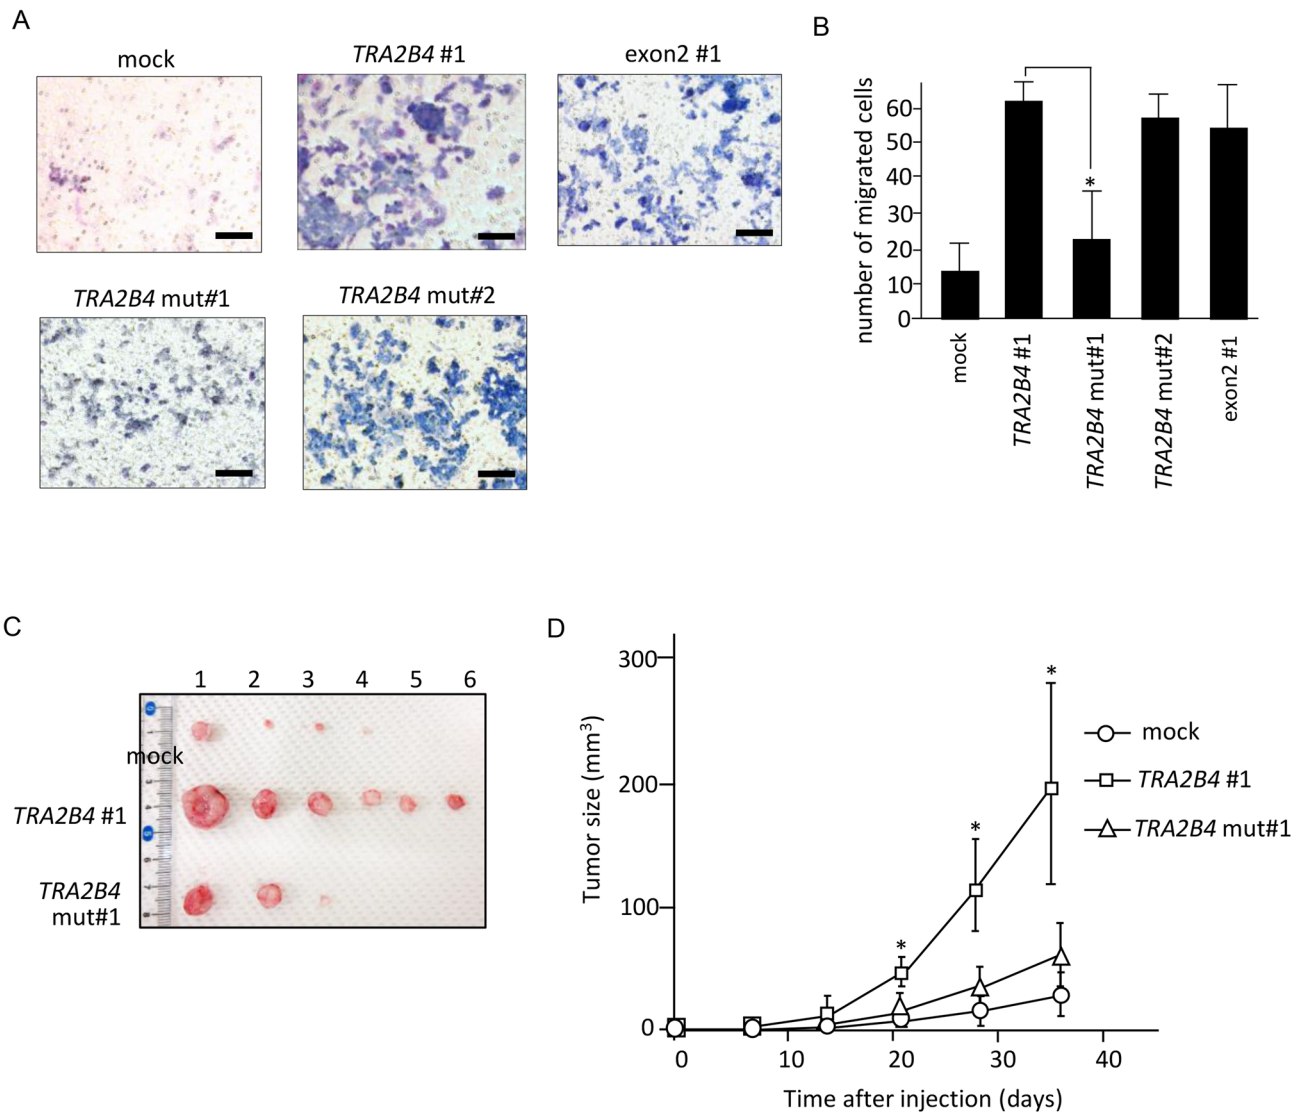 A
mock
TRA2B4 #1
exon2 #1
TRA2B4 mut#1
TRA2B4 mut#2
B
number of migrated cells
60
50
40
30
20
10
0
*
mock
TRA2B4 #1
TRA2B4 mut#1
TRA2B4 mut#2
exon2 #1
C
1 2 3 4 5 6
mock
TRA2B4 #1
TRA2B4
mut#1
D
Tumor size (mm3)
300
200
100
0
*
*
*
mock
TRA2B4 #1
TRA2B4 mut#1
0 10 20 30 40
Time after injection (days)